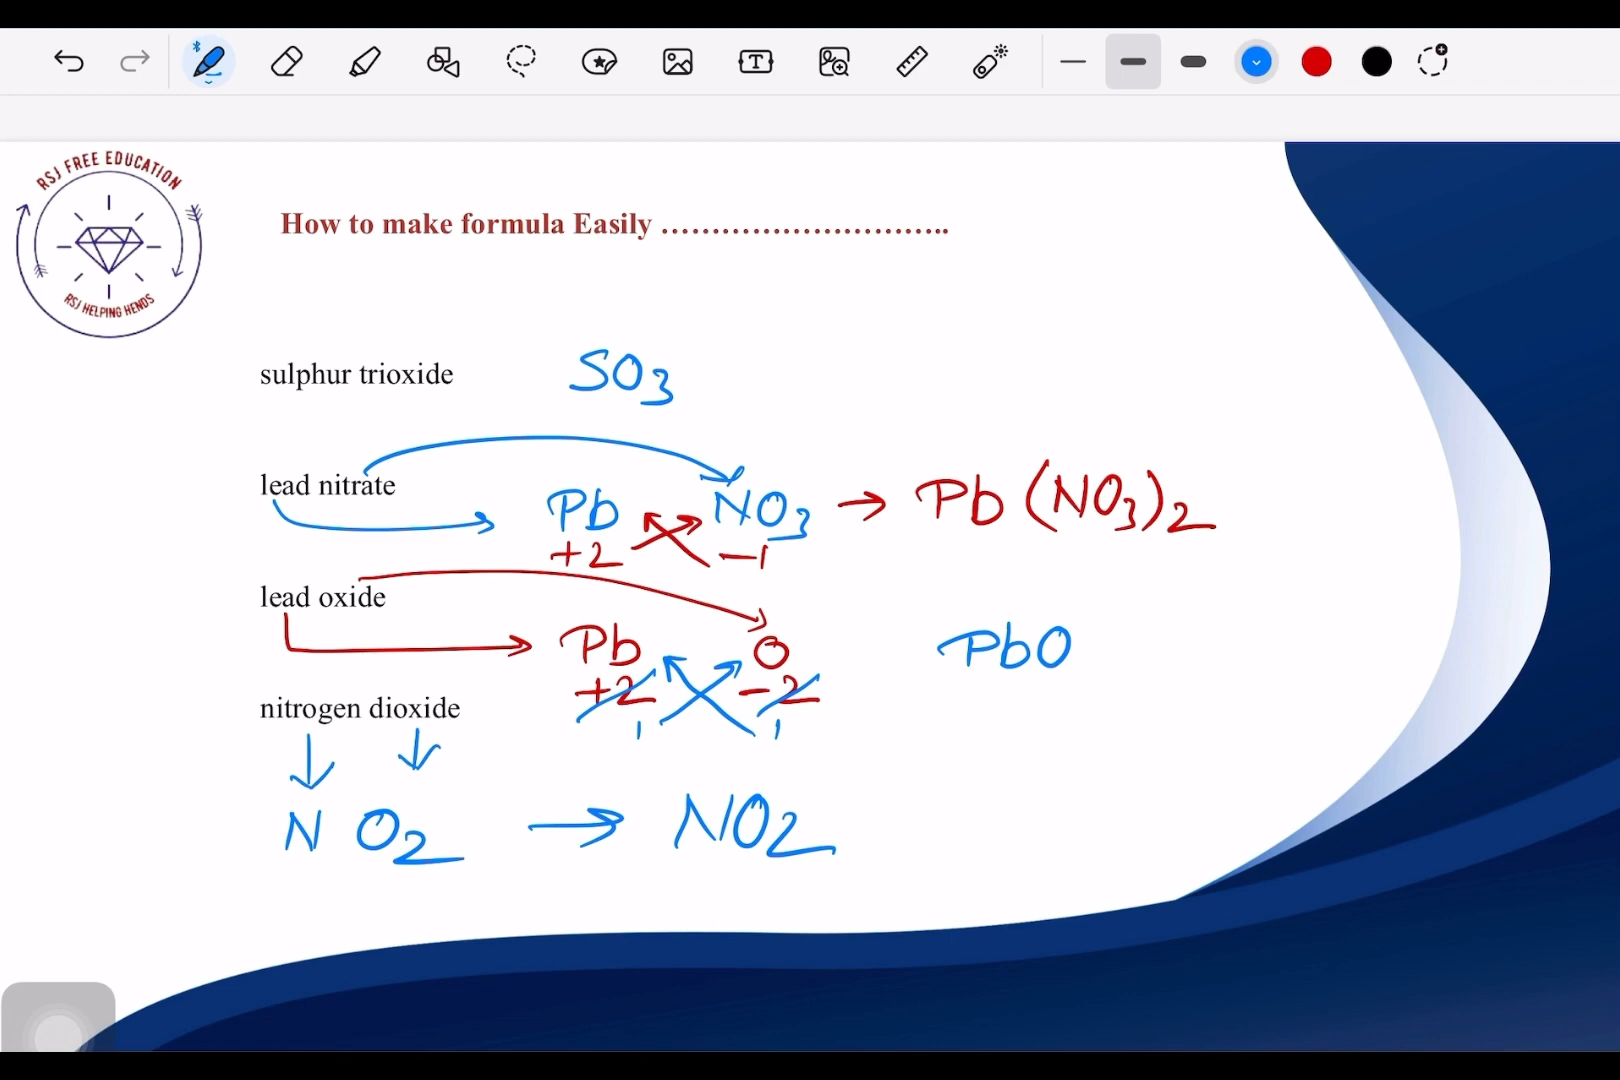 RSJ FREE EDUCATION
RSJ HELPING HENDS
How to make formula Easily ................................
sulphur trioxide SO3
lead nitrate Pb NO3 → Pb (NO3)2
+2 -1
lead oxide
Pb O PbO
+2 -2
nitrogen dioxide 1 1
N O2 → NO2